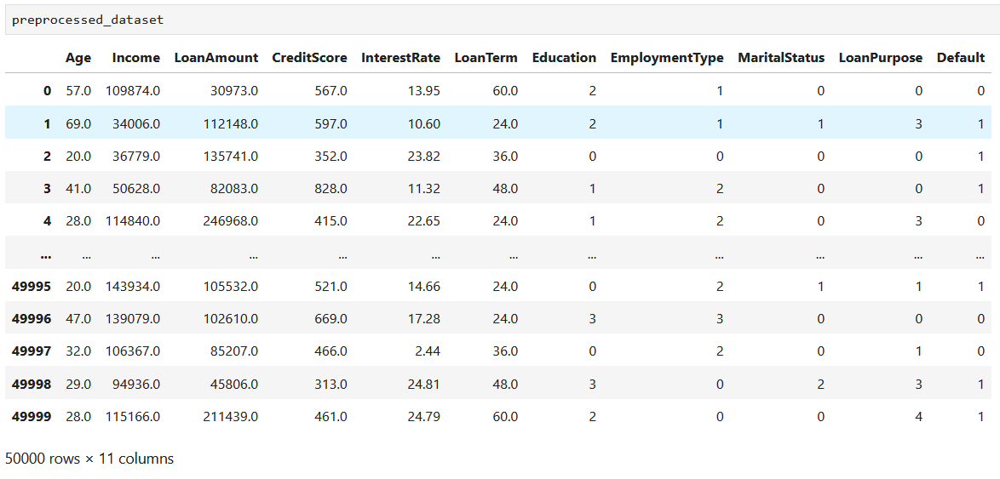 preprocessed_dataset
Age Income LoanAmount CreditScore InterestRate LoanTerm Education EmploymentType MaritalStatus LoanPurpose Default
0 57.0 109874.0 30973.0 567.0 13.95 60.0 2 1 0 0 0
1 69.0 34006.0 112148.0 597.0 10.60 24.0 2 1 1 3 1
2 20.0 36779.0 135741.0 352.0 23.82 36.0 0 0 0 0 1
3 41.0 50628.0 82083.0 828.0 11.32 48.0 1 2 0 0 1
4 28.0 114840.0 246968.0 415.0 22.65 24.0 1 2 0 3 0
... ... ... ... ... ... ... ... ... ... ... ...
49995 20.0 143934.0 105532.0 521.0 14.66 24.0 0 2 1 1 1
49996 47.0 139079.0 102610.0 669.0 17.28 24.0 3 3 0 0 0
49997 32.0 106367.0 85207.0 466.0 2.44 36.0 0 2 0 1 0
49998 29.0 94936.0 45806.0 313.0 24.81 48.0 3 0 2 3 1
49999 28.0 115166.0 211439.0 461.0 24.79 60.0 2 0 0 4 1
50000 rows × 11 columns